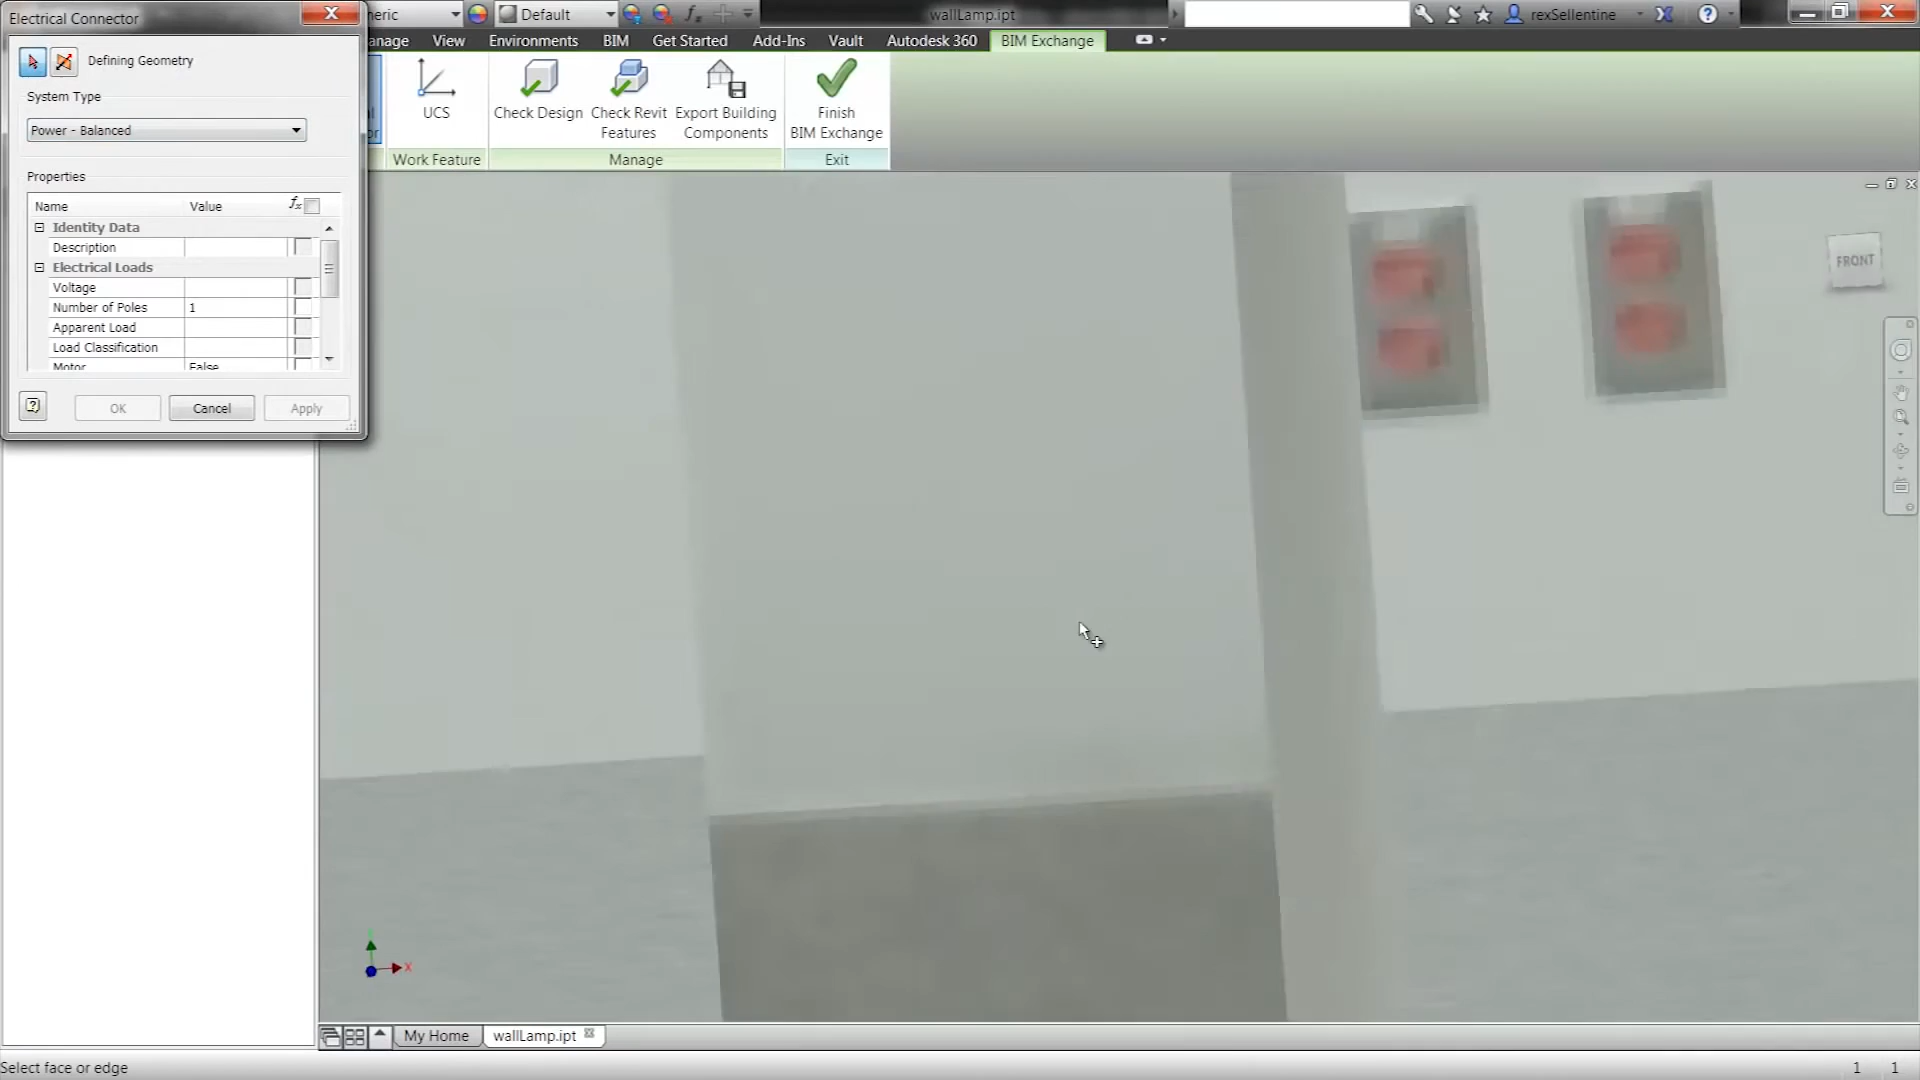 Electrical Connector
neric
Default
wallLamp.ipt
rexSellentine
anage
View
Environments
BIM
Get Started
Add-Ins
Vault
Autodesk 360
BIM Exchange
Defining Geometry
System Type
Power - Balanced
UCS
Check Design
Check Revit
Features
Export Building
Components
Finish
BIM Exchange
Work Feature
Manage
Exit
Properties
Name Value fx
Identity Data
Description
Electrical Loads
Voltage
Number of Poles 1
Apparent Load
Load Classification
Motor False
OK
Cancel
Apply
FRONT
X
My Home
wallLamp.ipt
Select face or edge
1 1